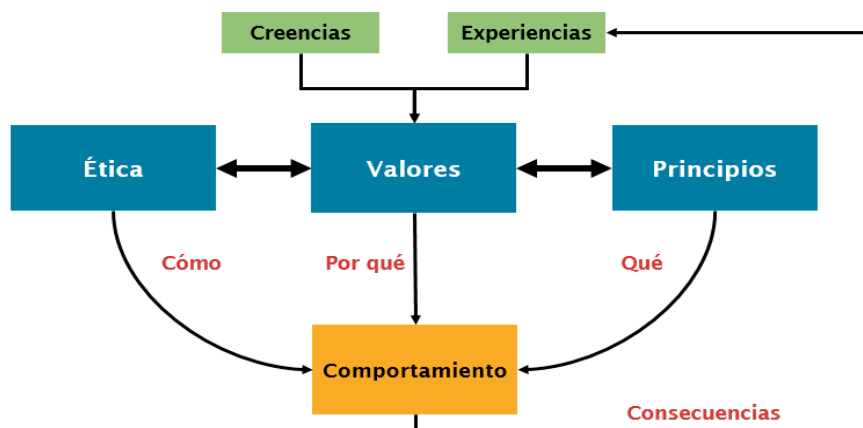 Creencias
Experiencias
Ética
Valores
Principios
Cómo
Por qué
Qué
Comportamiento
Consecuencias